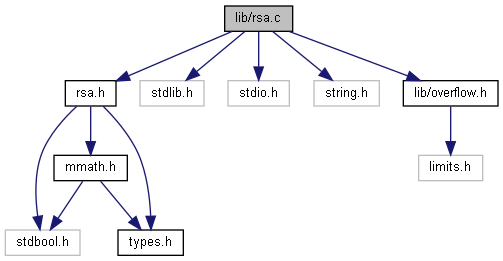 lib/rsa.c
rsa.h
stdlib.h
stdio.h
string.h
lib/overflow.h
mmath.h
limits.h
stdbool.h
types.h